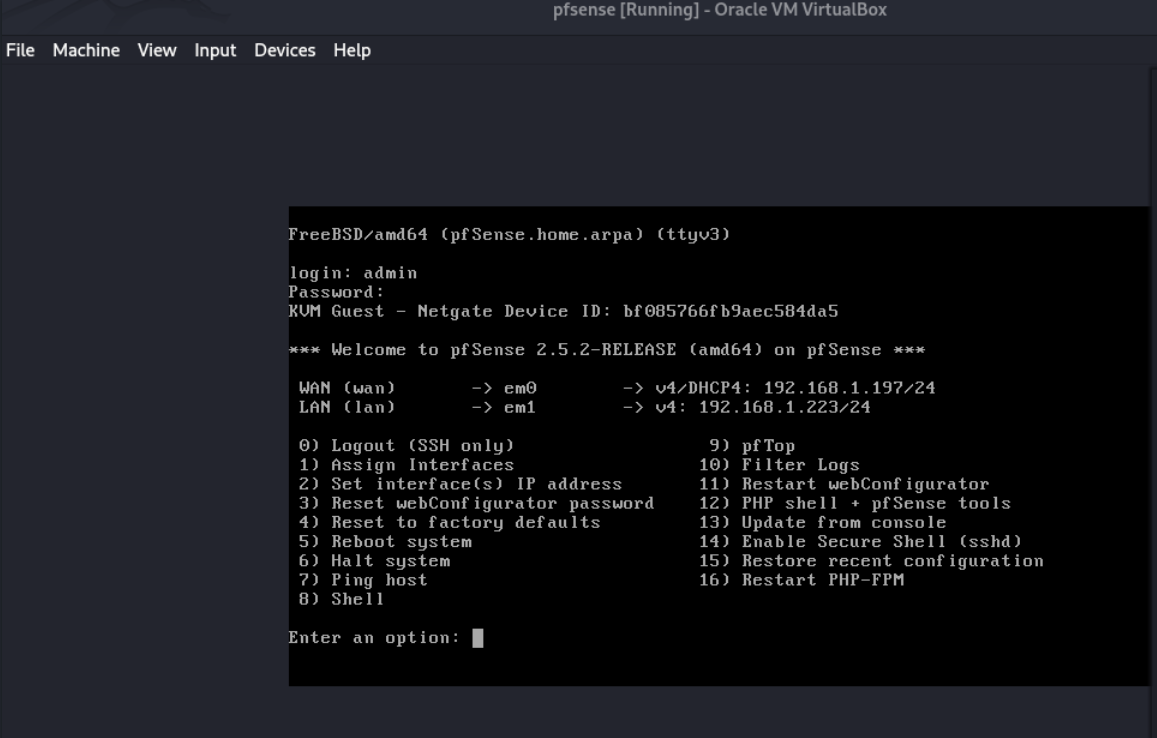 pfsense [Running] - Oracle VM VirtualBox
File Machine View Input Devices Help
FreeBSD/amd64 (pfSense.home.arpa) (ttyv3)
login: admin
Password:
KVM Guest - Netgate Device ID: bf085766fb9aec584da5
*** Welcome to pfSense 2.5.2-RELEASE (amd64) on pfSense ***
WAN (wan) -> em0 -> v4/DHCP4: 192.168.1.197/24
LAN (lan) -> em1 -> v4: 192.168.1.223/24
0) Logout (SSH only) 9) pfTop
1) Assign Interfaces 10) Filter Logs
2) Set interface(s) IP address 11) Restart webConfigurator
3) Reset webConfigurator password 12) PHP shell + pfSense tools
4) Reset to factory defaults 13) Update from console
5) Reboot system 14) Enable Secure Shell (sshd)
6) Halt system 15) Restore recent configuration
7) Ping host 16) Restart PHP-FPM
8) Shell
Enter an option: